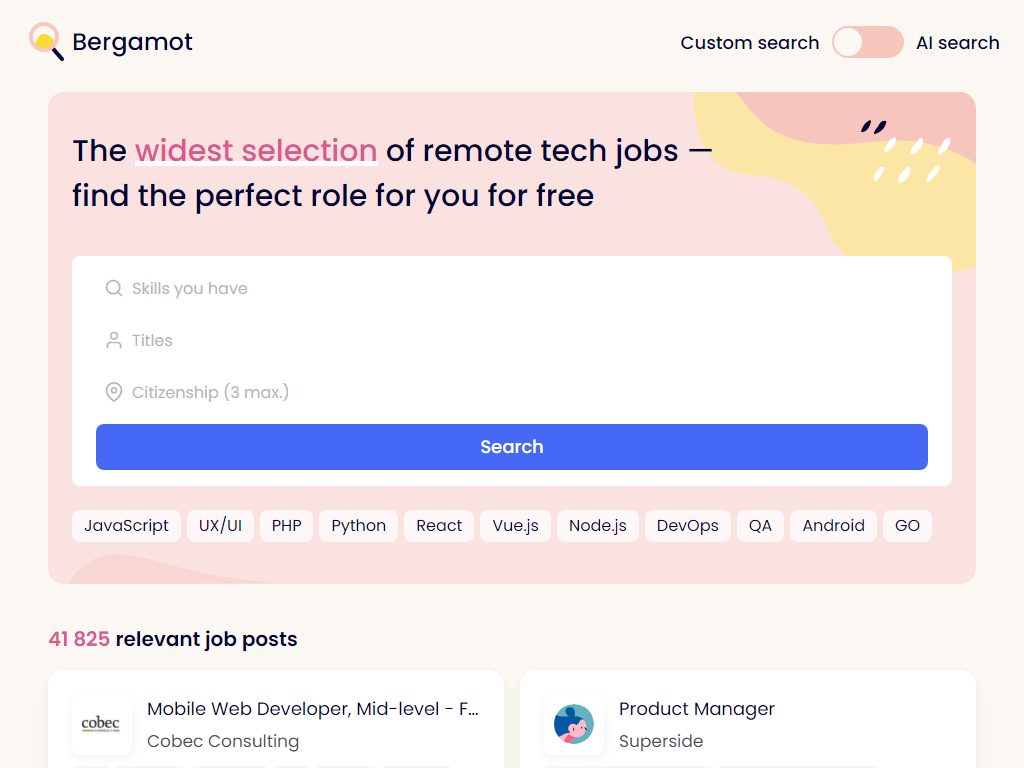 Bergamot
Custom search
AI search
The widest selection of remote tech jobs —
find the perfect role for you for free
Skills you have
Titles
Citizenship (3 max.)
Search
JavaScript
UX/UI
PHP
Python
React
Vue.js
Node.js
DevOps
QA
Android
GO
41 825 relevant job posts
cobec
Mobile Web Developer, Mid-level - F...
Cobec Consulting
Product Manager
Superside